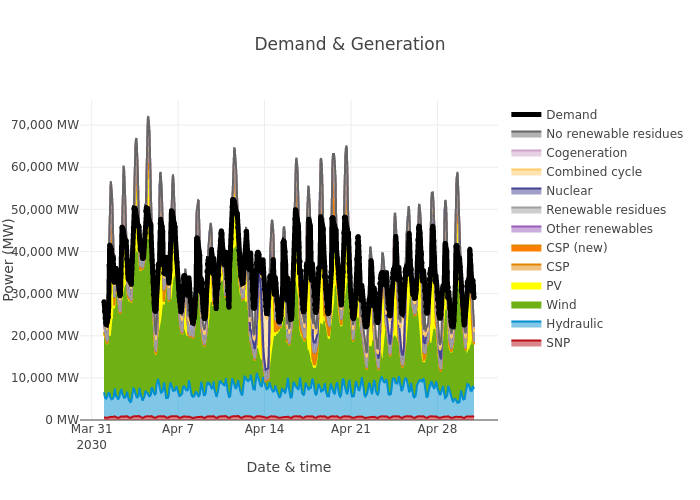 Demand & Generation
70,000 MW
60,000 MW
50,000 MW
40,000 MW
30,000 MW
20,000 MW
10,000 MW
0 MW
Power (MW)
Mar 31
2030
Apr 7
Apr 14
Apr 21
Apr 28
Date & time
Demand
No renewable residues
Cogeneration
Combined cycle
Nuclear
Renewable residues
Other renewables
CSP (new)
CSP
PV
Wind
Hydraulic
SNP